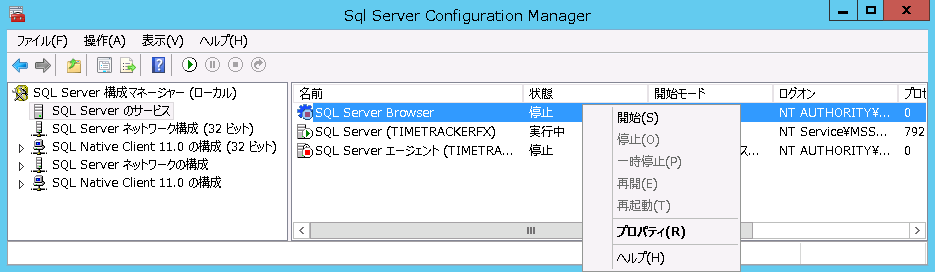 Sql Server Configuration Manager
ファイル(F) 操作(A) 表示(V) ヘルプ(H)
SQL Server 構成マネージャー (ローカル)
SQL Server のサービス
SQL Server ネットワーク構成 (32 ビット)
SQL Native Client 11.0 の構成 (32 ビット)
SQL Server ネットワークの構成
SQL Native Client 11.0 の構成
名前 状態 開始モード ログオン プロセ
SQL Server Browser 停止 NT AUTHORITY¥... 0
SQL Server (TIMETRACKERFX) 実行中 NT Service¥MSS... 792
SQL Server エージェント (TIMETRA... 停止 ス... NT AUTHORITY¥... 0
開始(S)
停止(O)
一時停止(P)
再開(E)
再起動(T)
プロパティ(R)
ヘルプ(H)